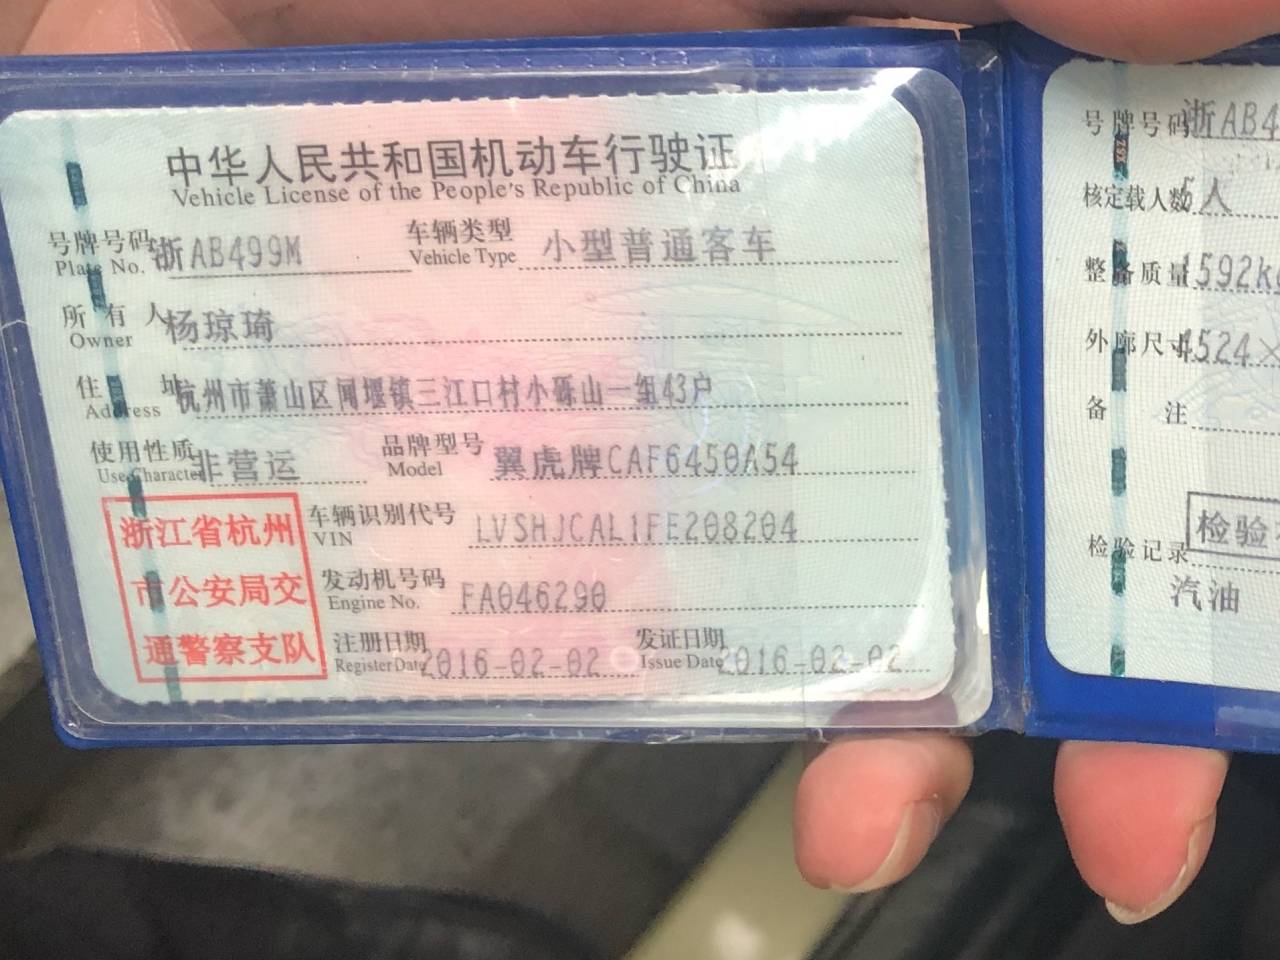 中华人民共和国机动车行驶证
Vehicle License of the People's Republic of China
号牌号码 浙AB499M 车辆类型 小型普通客车
Plate No. Vehicle Type
所有人 杨琼琦
Owner
住址 杭州市萧山区闻堰镇三江口村小砾山一组43户
Address
使用性质 非营运 品牌型号 翼虎牌CAF6450A54
Use Character Model
车辆识别代号 LVSHJCAL1FE208204
VIN
发动机号码 FA046290
Engine No.
注册日期 2016-02-02 发证日期 2016-02-02
Register Date Issue Date
浙江省杭州
市公安局交
通警察支队
号牌号码 浙AB4
核定载人数 5人
整备质量 1592k
外廓尺寸 4524×
备注
检验记录 检验
汽油